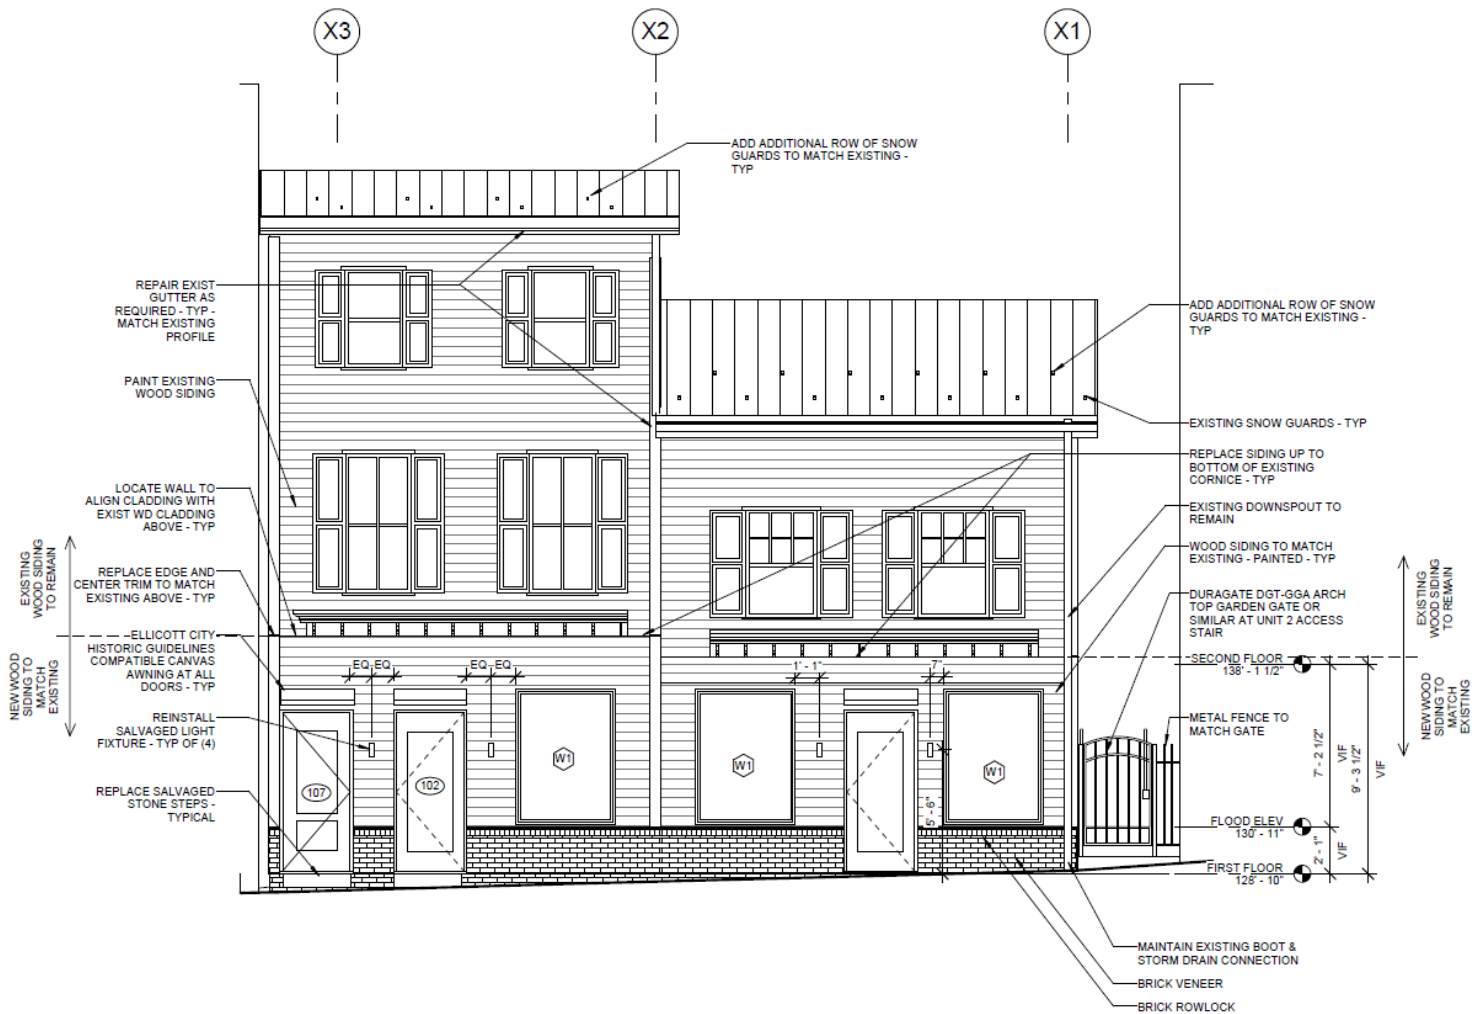 X3
X2
X1
ADD ADDITIONAL ROW OF SNOW
GUARDS TO MATCH EXISTING -
TYP
REPAIR EXIST
GUTTER AS
REQUIRED - TYP -
MATCH EXISTING
PROFILE
PAINT EXISTING
WOOD SIDING
LOCATE WALL TO
ALIGN CLADDING WITH
EXIST WD CLADDING
ABOVE - TYP
REPLACE EDGE AND
CENTER TRIM TO MATCH
EXISTING ABOVE - TYP
ELLICOTT CITY
HISTORIC GUIDELINES
COMPATIBLE CANVAS
AWNING AT ALL
DOORS - TYP
REINSTALL
SALVAGED LIGHT
FIXTURE - TYP OF (4)
REPLACE SALVAGED
STONE STEPS -
TYPICAL
EXISTING
WOOD SIDING
TO REMAIN
NEW WOOD
SIDING TO
MATCH
EXISTING
EQ EQ
EQ EQ
1' - 1"
7"
5' - 6"
107
102
W1
W1
W1
ADD ADDITIONAL ROW OF SNOW
GUARDS TO MATCH EXISTING -
TYP
EXISTING SNOW GUARDS - TYP
REPLACE SIDING UP TO
BOTTOM OF EXISTING
CORNICE - TYP
EXISTING DOWNSPOUT TO
REMAIN
WOOD SIDING TO MATCH
EXISTING - PAINTED - TYP
DURAGATE DGT-GGA ARCH
TOP GARDEN GATE OR
SIMILAR AT UNIT 2 ACCESS
STAIR
SECOND FLOOR
138' - 1 1/2"
METAL FENCE TO
MATCH GATE
FLOOD ELEV
130' - 11"
FIRST FLOOR
128' - 10"
7' - 2 1/2"
VIF
9' - 3 1/2"
VIF
2' - 1"
VIF
EXISTING
WOOD SIDING
TO REMAIN
NEW WOOD
SIDING TO
MATCH
EXISTING
MAINTAIN EXISTING BOOT &
STORM DRAIN CONNECTION
BRICK VENEER
BRICK ROWLOCK